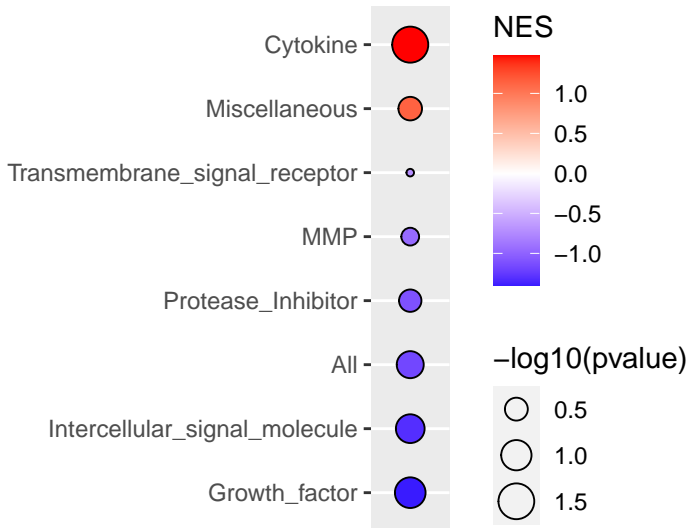 Cytokine
Miscellaneous
Transmembrane_signal_receptor
MMP
Protease_Inhibitor
All
Intercellular_signal_molecule
Growth_factor
NES
1.0
0.5
0.0
−0.5
−1.0
−log10(pvalue)
0.5
1.0
1.5